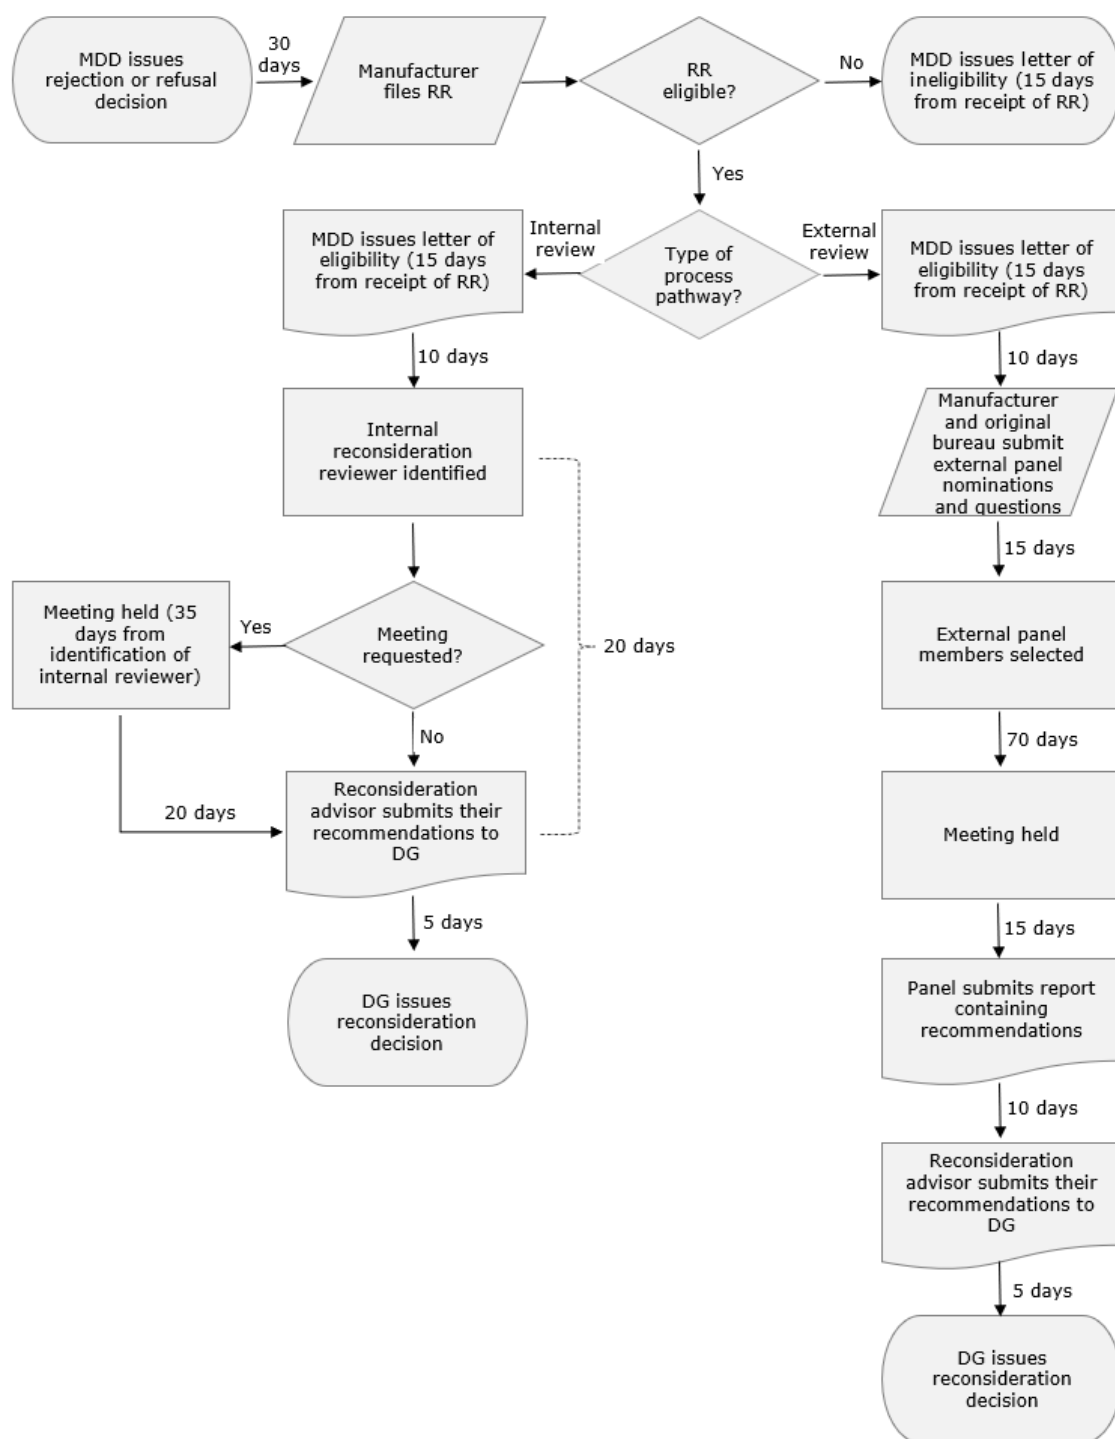 MDD issues
rejection or refusal
decision
30
days
Manufacturer
files RR
RR
eligible?
No
MDD issues letter of
ineligibility (15 days
from receipt of RR)
Yes
MDD issues letter of
eligibility (15 days
from receipt of RR)
Internal
review
Type of
process
pathway?
External
review
MDD issues letter of
eligibility (15 days
from receipt of RR)
10 days
Internal
reconsideration
reviewer identified
Meeting held (35
days from
identification of
internal reviewer)
Yes
Meeting
requested?
20 days
No
20 days
Reconsideration
advisor submits their
recommendations to
DG
5 days
DG issues
reconsideration
decision
10 days
Manufacturer
and original
bureau submit
external panel
nominations
and questions
15 days
External panel
members selected
70 days
Meeting held
15 days
Panel submits report
containing
recommendations
10 days
Reconsideration
advisor submits their
recommendations to
DG
5 days
DG issues
reconsideration
decision